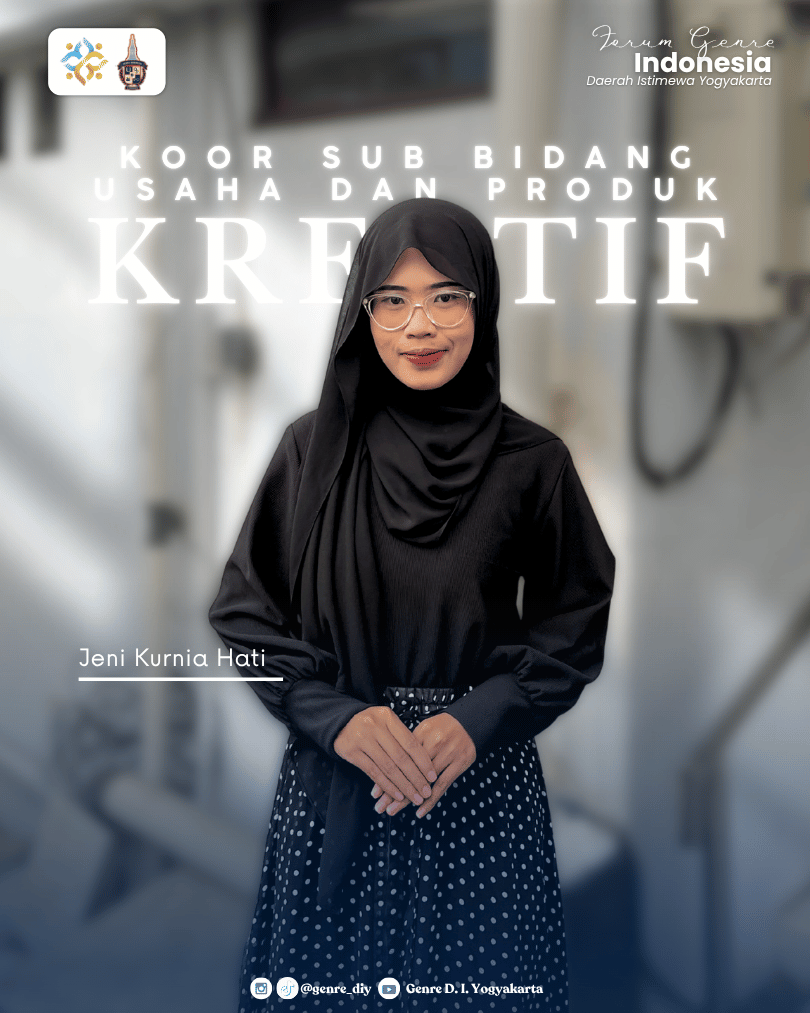 Forum Genre
Indonesia
Daerah Istimewa Yogyakarta
KOOR SUB BIDANG
USAHA DAN PRODUK
KRE TIF
Jeni Kurnia Hati
@genre_diy Genre D. I. Yogyakarta